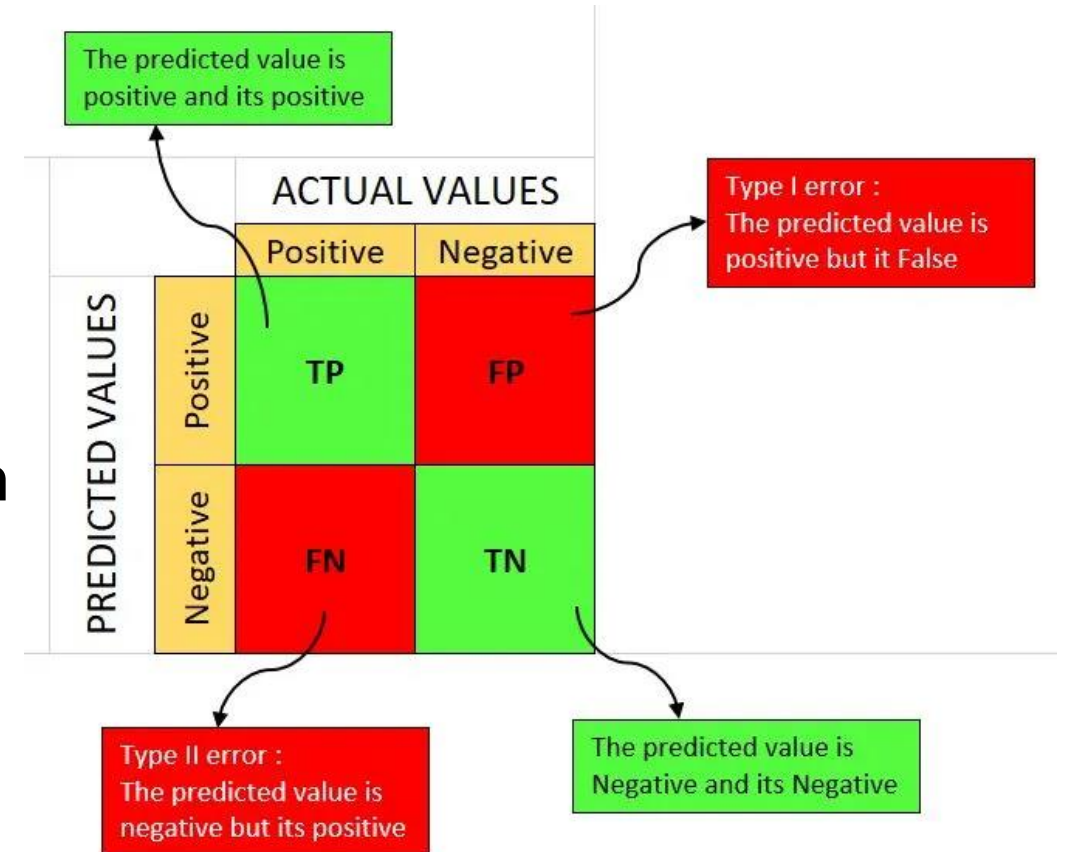 The predicted value is
positive and its positive
ACTUAL VALUES
Type I error :
The predicted value is
positive but it False
Positive
Negative
PREDICTED VALUES
Positive
TP
FP
n
Negative
FN
TN
Type II error :
The predicted value is
negative but its positive
The predicted value is
Negative and its Negative